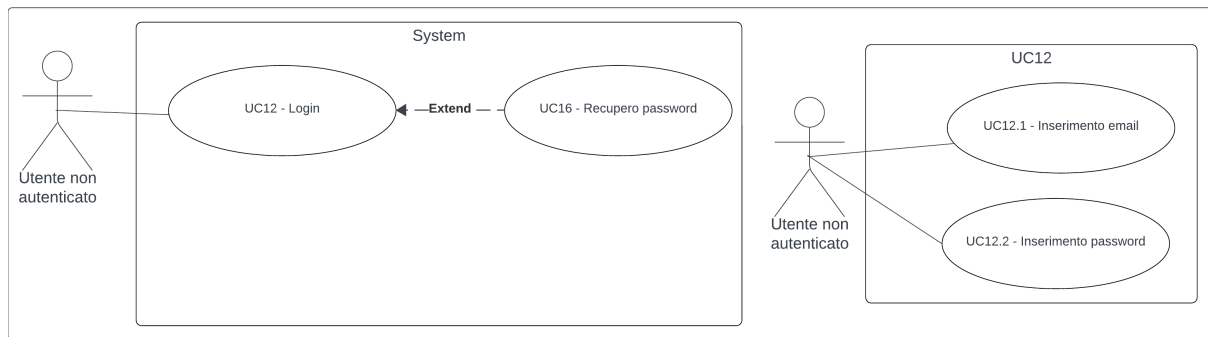 System
UC12 - Login
Extend
UC16 - Recupero password
Utente non
autenticato
UC12
UC12.1 - Inserimento email
UC12.2 - Inserimento password
Utente non
autenticato